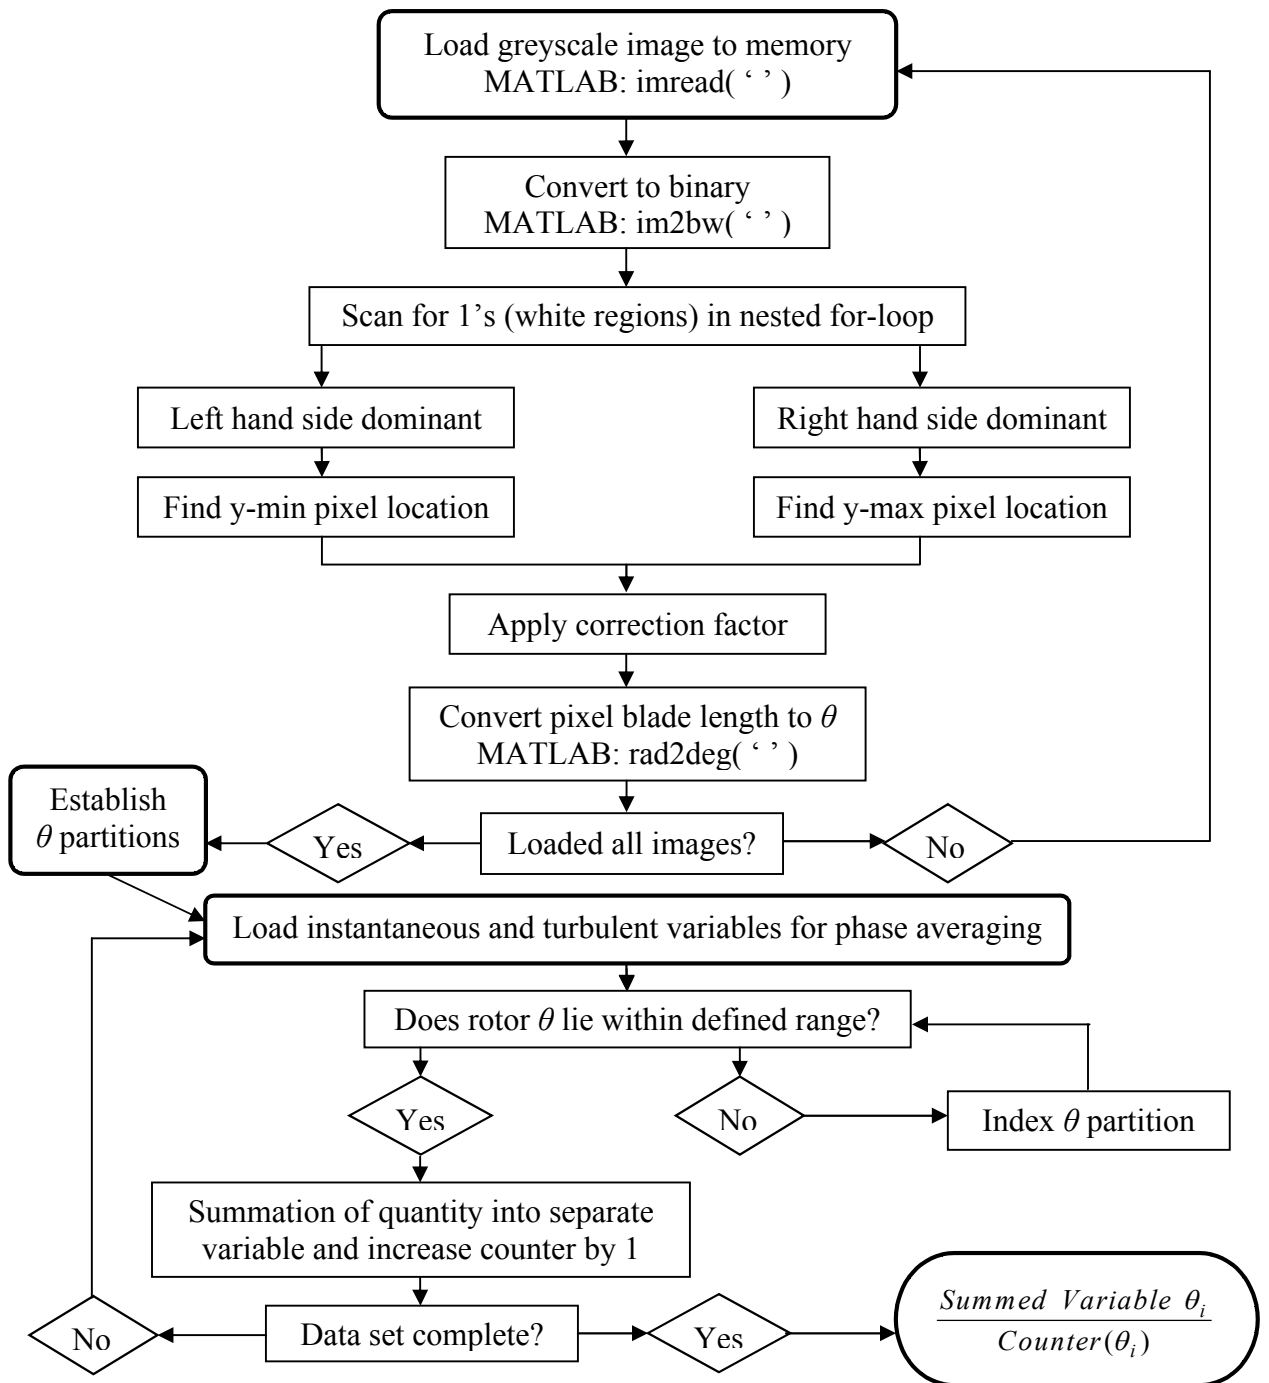 Load greyscale image to memory
MATLAB: imread( ‘ ’ )
Convert to binary
MATLAB: im2bw( ‘ ’ )
Scan for 1’s (white regions) in nested for-loop
Left hand side dominant
Right hand side dominant
Find y-min pixel location
Find y-max pixel location
Apply correction factor
Convert pixel blade length to θ
MATLAB: rad2deg( ‘ ’ )
Establish
θ partitions
Yes
Loaded all images?
No
Load instantaneous and turbulent variables for phase averaging
Does rotor θ lie within defined range?
Yes
No
Index θ partition
Summation of quantity into separate
variable and increase counter by 1
No
Data set complete?
Yes
Summed Variable θᵢ
Counter(θᵢ)